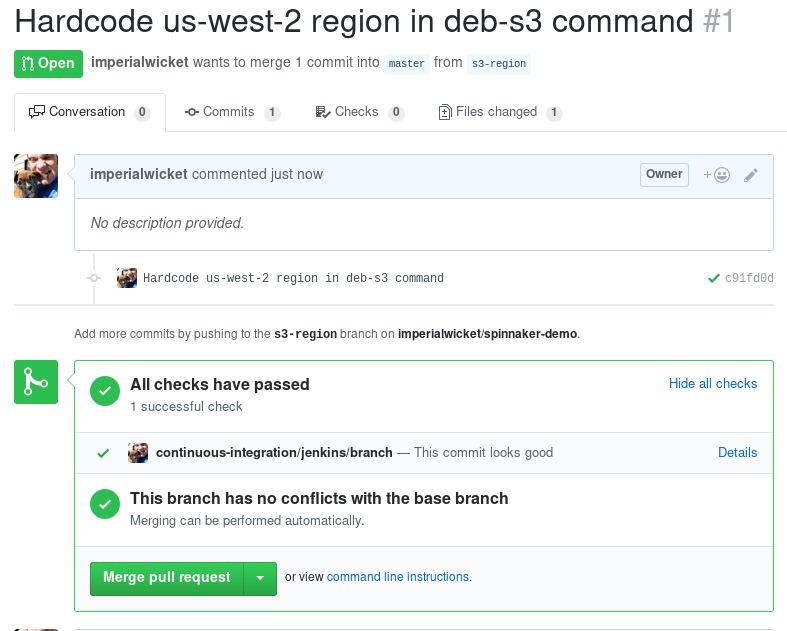 Hardcode us-west-2 region in deb-s3 command #1
Open imperialwicket wants to merge 1 commit into master from s3-region
Conversation 0 Commits 1 Checks 0 Files changed 1
imperialwicket commented just now Owner +
No description provided.
Hardcode us-west-2 region in deb-s3 command c91fd0d
Add more commits by pushing to the s3-region branch on imperialwicket/spinnaker-demo.
All checks have passed Hide all checks
1 successful check
continuous-integration/jenkins/branch — This commit looks good Details
This branch has no conflicts with the base branch
Merging can be performed automatically.
Merge pull request or view command line instructions.